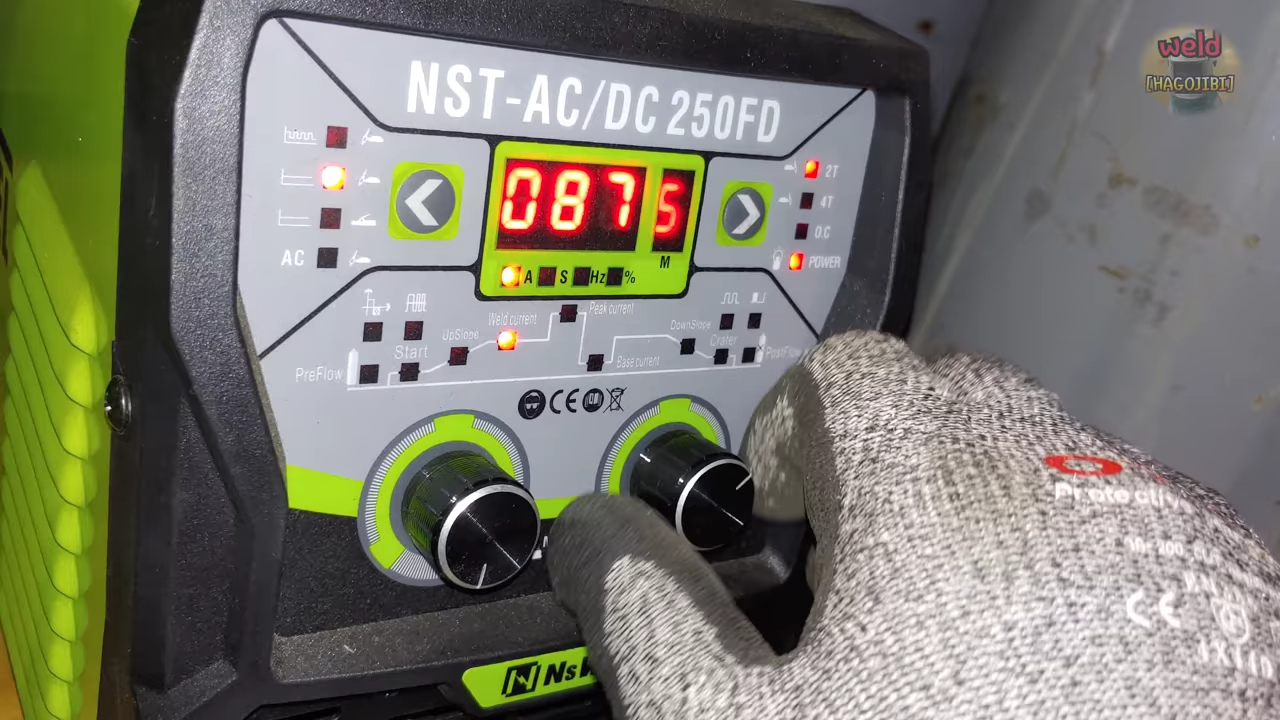 weld
[HAGOJIBI]
NST-AC/DC 250FD
0875
M
A S Hz %
AC
2T
4T
O.C
POWER
Peak current
Weld current
UpSlope
DownSlope
Start
Crater
Base current
PreFlow
PostFlow
CE
CE